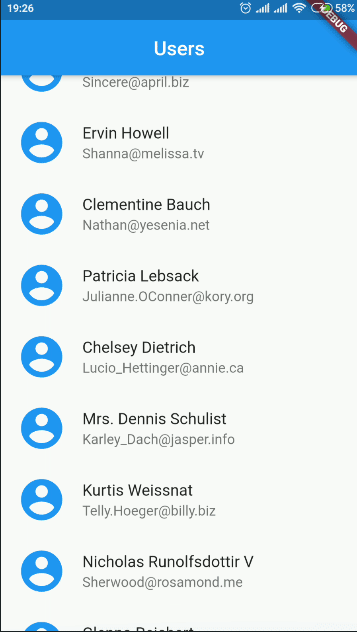 19:26
58%
DEBUG
Users
Sincere@april.biz
Ervin Howell
Shanna@melissa.tv
Clementine Bauch
Nathan@yesenia.net
Patricia Lebsack
Julianne.OConner@kory.org
Chelsey Dietrich
Lucio_Hettinger@annie.ca
Mrs. Dennis Schulist
Karley_Dach@jasper.info
Kurtis Weissnat
Telly.Hoeger@billy.biz
Nicholas Runolfsdottir V
Sherwood@rosamond.me